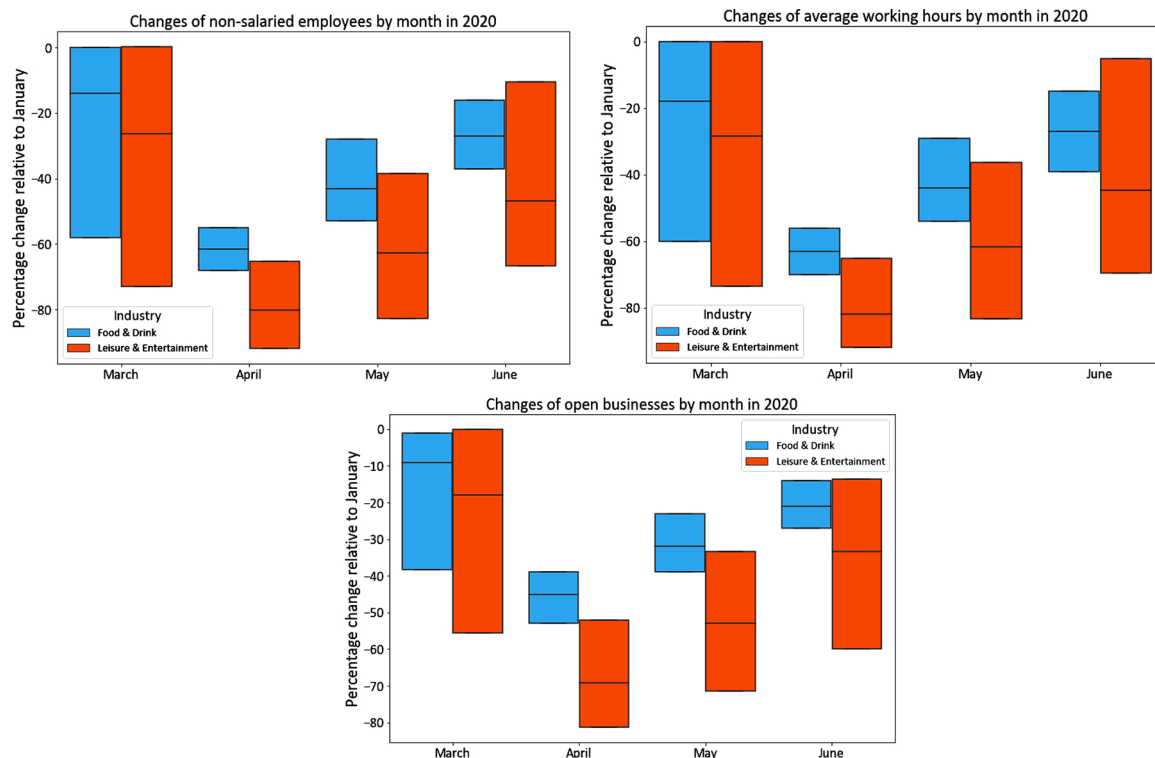 Changes of non-salaried employees by month in 2020
Percentage change relative to January
0
−20
−40
−60
−80
Industry
Food & Drink
Leisure & Entertainment
March April May June
Changes of average working hours by month in 2020
Percentage change relative to January
0
−20
−40
−60
−80
Industry
Food & Drink
Leisure & Entertainment
March April May June
Changes of open businesses by month in 2020
Percentage change relative to January
0
−10
−20
−30
−40
−50
−60
−70
−80
Industry
Food & Drink
Leisure & Entertainment
March April May June